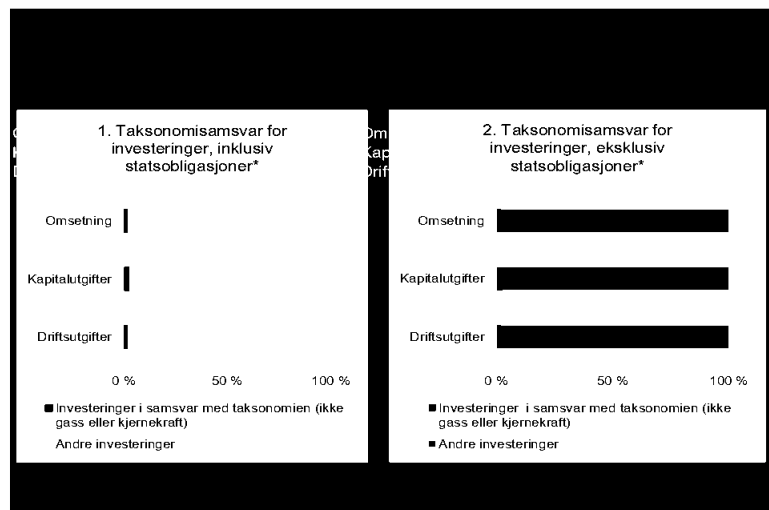 1. Taksonomisamsvar for
investeringer, inklusiv
statsobligasjoner*
Omsetning
Kapitalutgifter
Driftsutgifter
0 %
50 %
100 %
Investeringer i samsvar med taksonomien (ikke
gass eller kjernekraft)
Andre investeringer
2. Taksonomisamsvar for
investeringer, eksklusiv
statsobligasjoner*
Omsetning
Kapitalutgifter
Driftsutgifter
0 %
50 %
100 %
Investeringer i samsvar med taksonomien (ikke
gass eller kjernekraft)
Andre investeringer